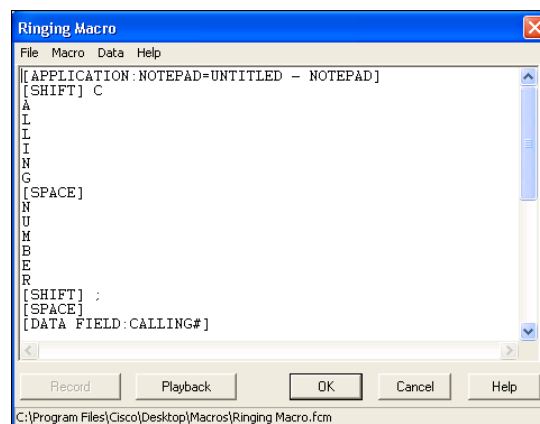 Ringing Macro
File Macro Data Help
[APPLICATION:NOTEPAD=UNTITLED - NOTEPAD]
[SHIFT] C
A
L
L
I
N
G
[SPACE]
N
U
M
B
E
R
[SHIFT] ;
[SPACE]
[DATA FIELD:CALLING#]
Record Playback OK Cancel Help
C:\Program Files\Cisco\Desktop\Macros\Ringing Macro.fcm